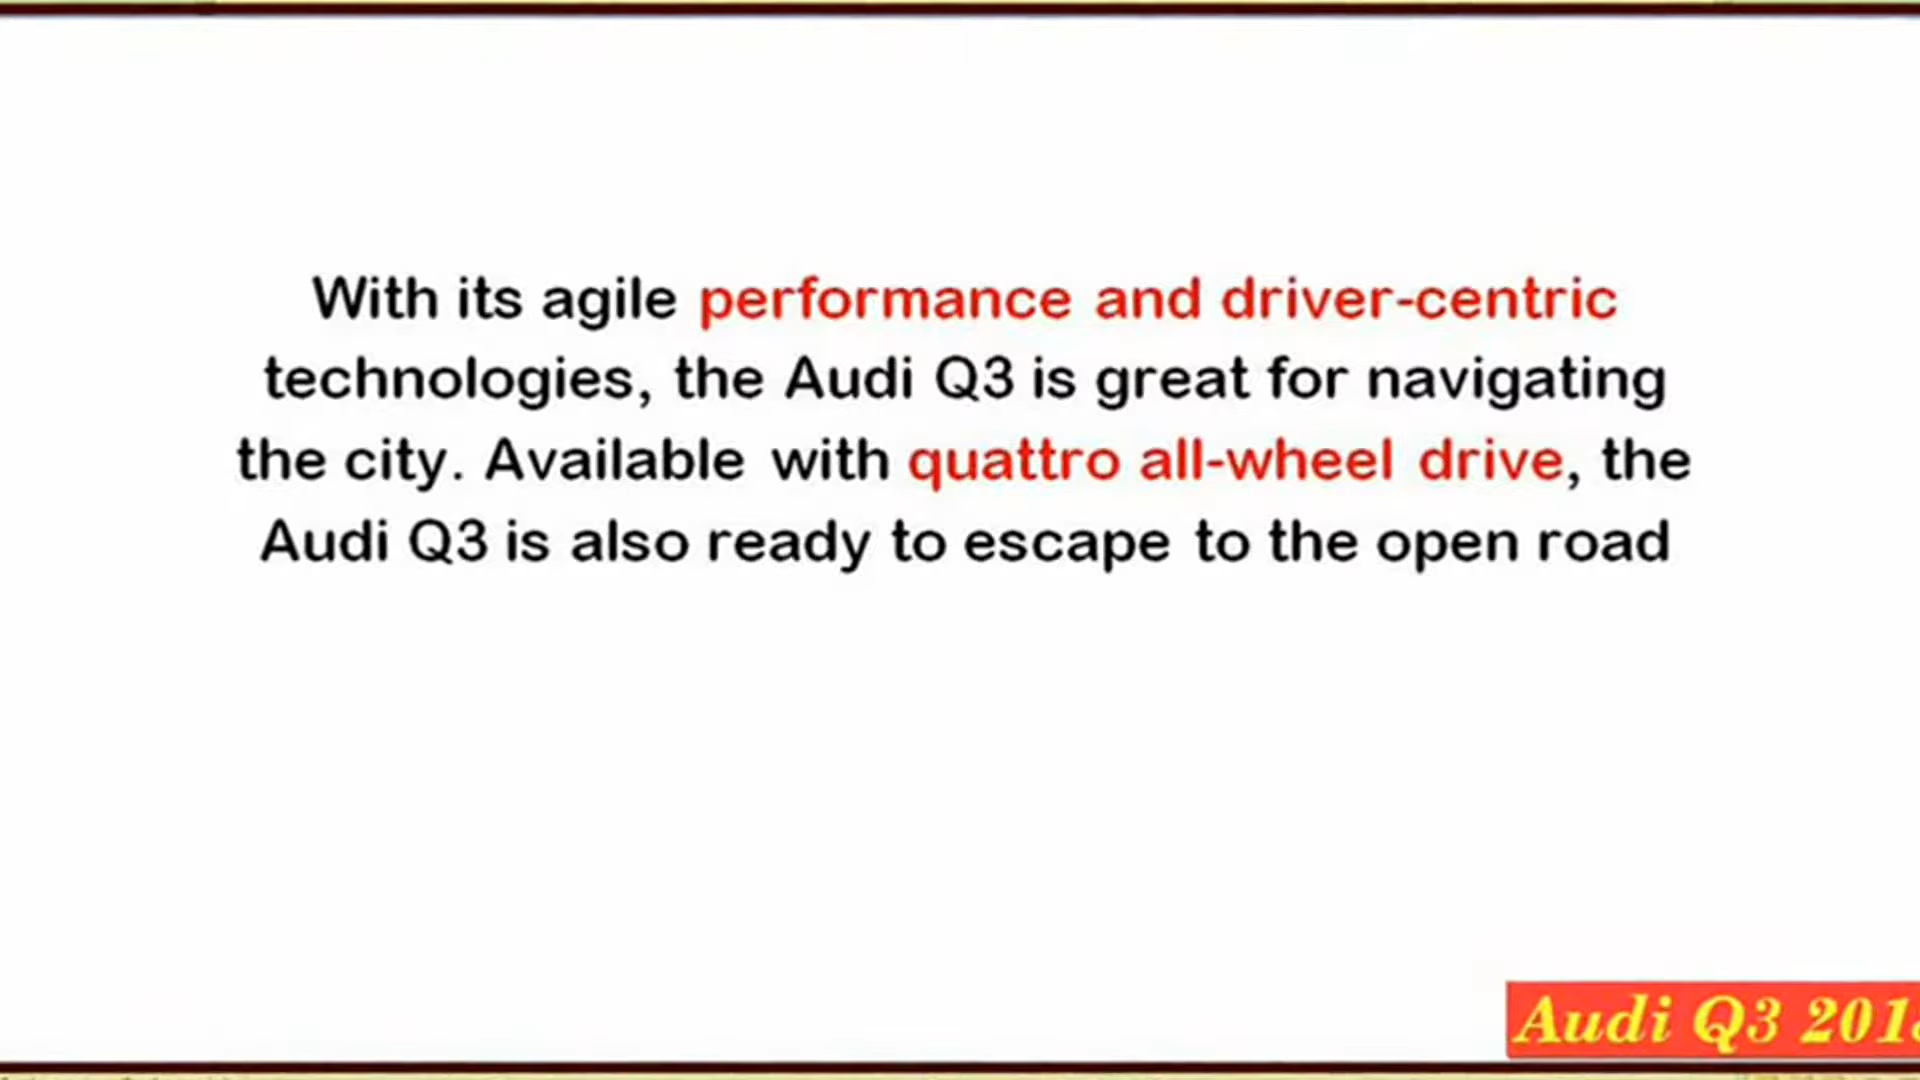 With its agile performance and driver-centric
technologies, the Audi Q3 is great for navigating
the city. Available with quattro all-wheel drive, the
Audi Q3 is also ready to escape to the open road
Audi Q3